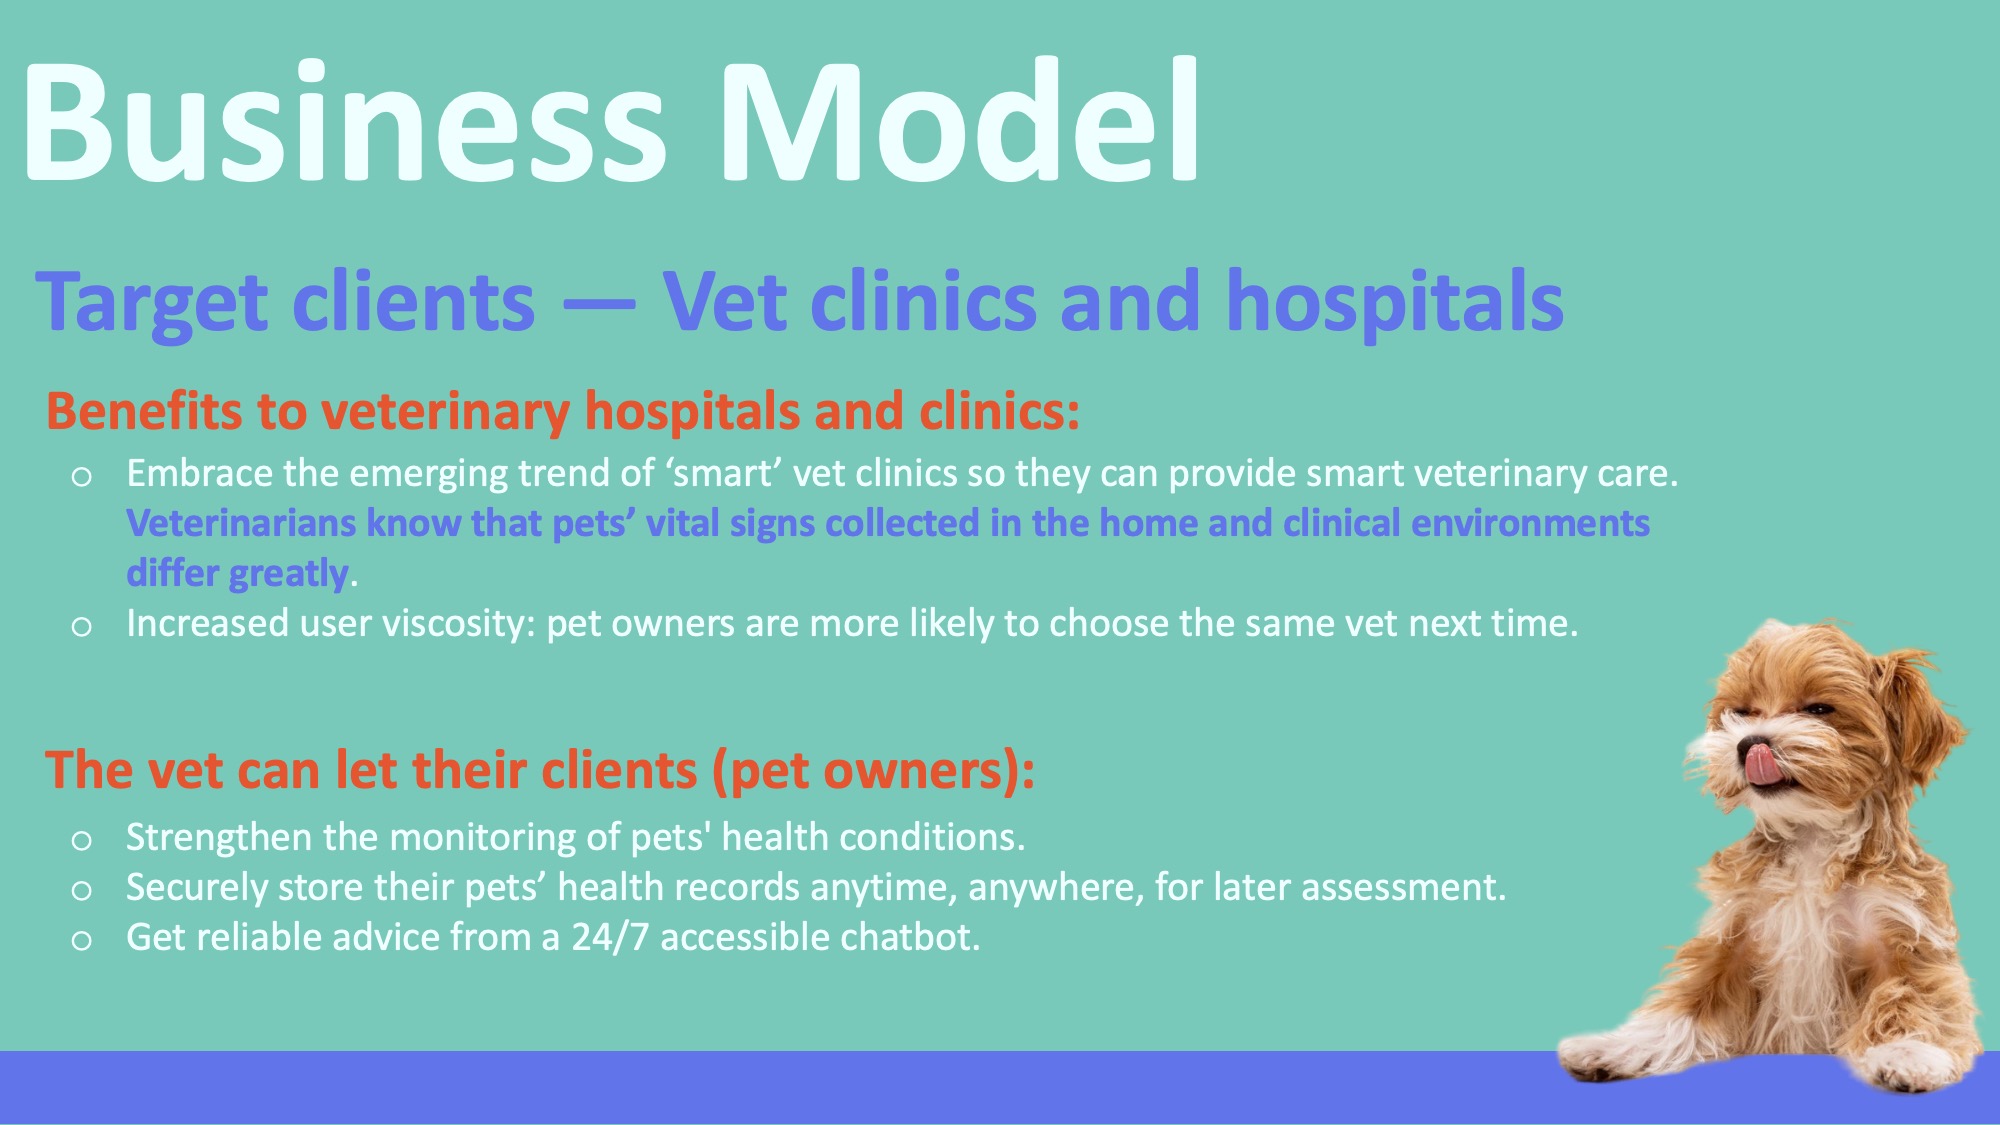 Business Model
Target clients — Vet clinics and hospitals
Benefits to veterinary hospitals and clinics:
○ Embrace the emerging trend of ‘smart’ vet clinics so they can provide smart veterinary care.
Veterinarians know that pets’ vital signs collected in the home and clinical environments
differ greatly.
○ Increased user viscosity: pet owners are more likely to choose the same vet next time.
The vet can let their clients (pet owners):
○ Strengthen the monitoring of pets' health conditions.
○ Securely store their pets’ health records anytime, anywhere, for later assessment.
○ Get reliable advice from a 24/7 accessible chatbot.